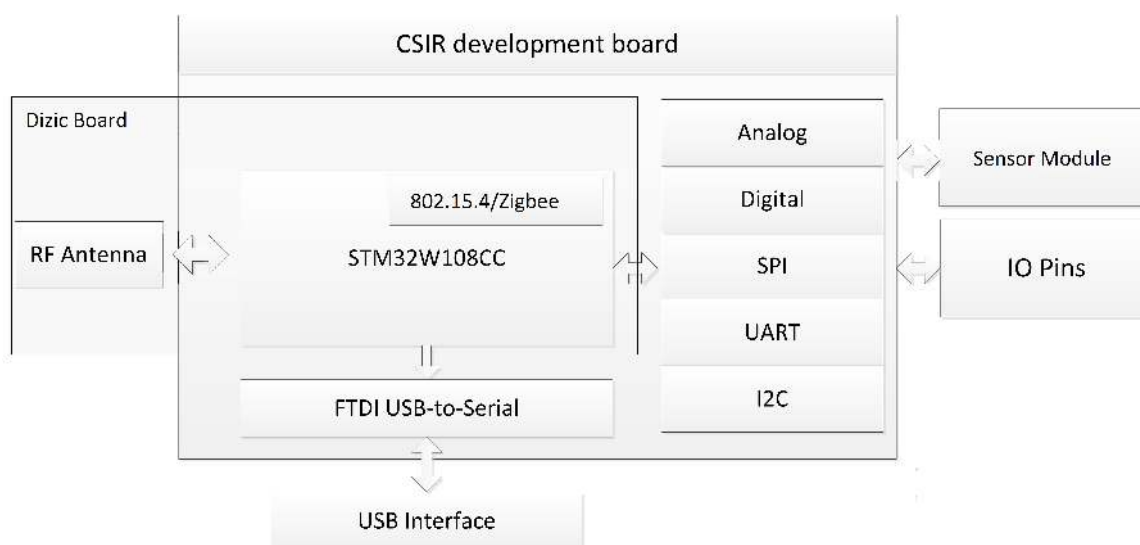 CSIR development board
Dizic Board
Analog
Sensor Module
802.15.4/Zigbee
Digital
RF Antenna
STM32W108CC
SPI
IO Pins
UART
FTDI USB-to-Serial
I2C
USB Interface